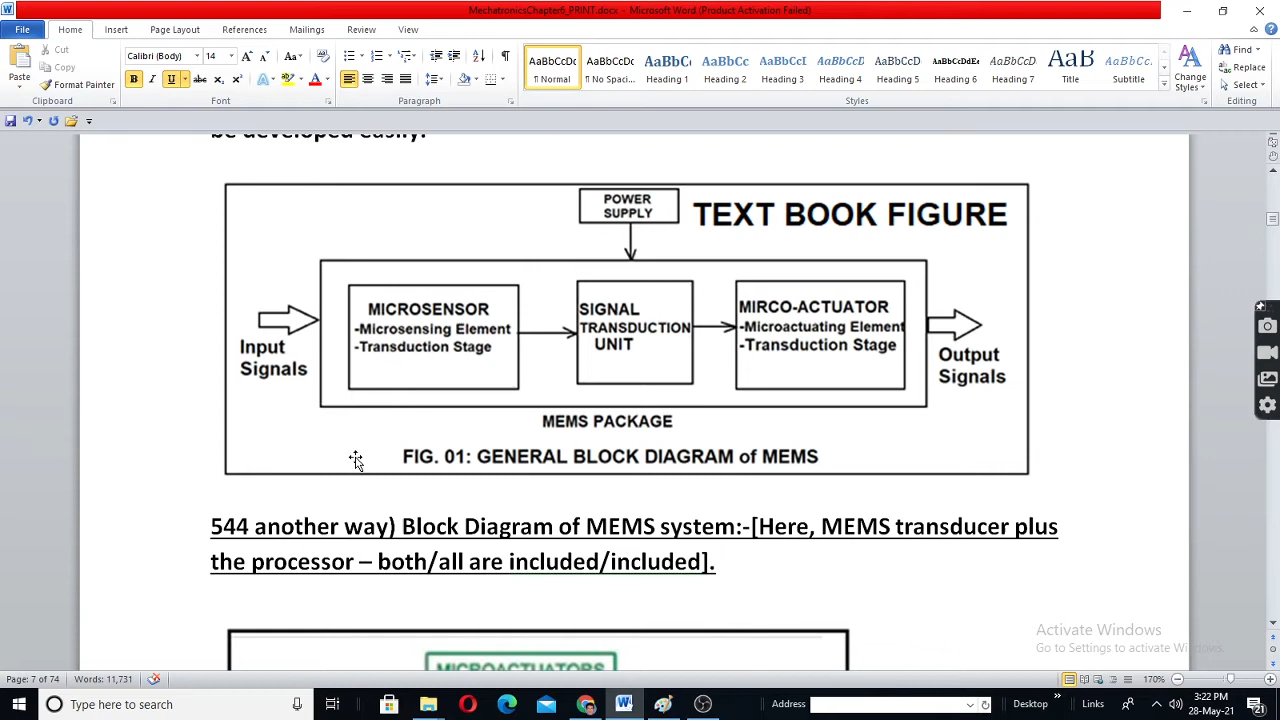 MechatronicsChapter6_PRINT.docx - Microsoft Word (Product Activation Failed)
File Home Insert Page Layout References Mailings Review View
Cut
Copy
Format Painter
Paste
Clipboard
Calibri (Body) 14
Font
Paragraph
AaBbCcDc AaBbCcDc AaBbC AaBbCc AaBbCcI AaBbCcD AaBbCcD AaBbCcDdEe AaBbCcD AaB AaBbCc.
¶ Normal ¶ No Spaci... Heading 1 Heading 2 Heading 3 Heading 4 Heading 5 Heading 6 Heading 7 Title Subtitle
Change
Styles
Styles
Find
Replace
Select
Editing
be developed easily.
POWER
SUPPLY
TEXT BOOK FIGURE
Input
Signals
MICROSENSOR
-Microsensing Element
-Transduction Stage
SIGNAL
TRANSDUCTION
UNIT
MIRCO-ACTUATOR
-Microactuating Element
-Transduction Stage
Output
Signals
MEMS PACKAGE
FIG. 01: GENERAL BLOCK DIAGRAM of MEMS
544 another way) Block Diagram of MEMS system:-[Here, MEMS transducer plus
the processor – both/all are included/included].
MICROACTUATORS
Activate Windows
Go to Settings to activate Windows.
Page: 7 of 74 Words: 11,731
170%
Type here to search
Address
Desktop
Links
3:22 PM
28-May-21